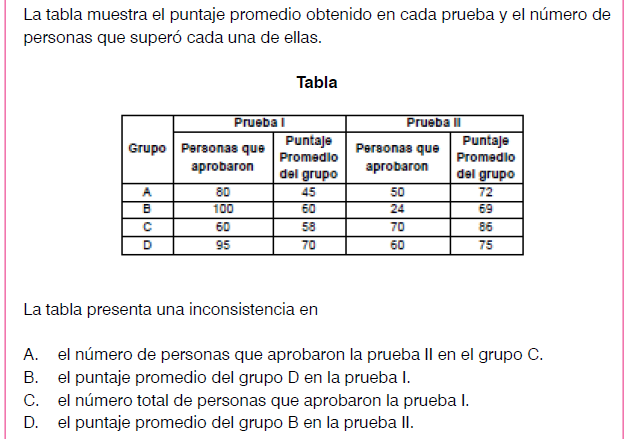 La tabla muestra el puntaje promedio obtenido en cada prueba y el número de
personas que superó cada una de ellas.
Tabla
Prueba I Prueba II
Grupo Personas que aprobaron Puntaje Promedio del grupo Personas que aprobaron Puntaje Promedio del grupo
A 80 45 50 72
B 100 60 24 69
C 60 58 70 86
D 95 70 60 75
La tabla presenta una inconsistencia en
A. el número de personas que aprobaron la prueba II en el grupo C.
B. el puntaje promedio del grupo D en la prueba I.
C. el número total de personas que aprobaron la prueba I.
D. el puntaje promedio del grupo B en la prueba II.